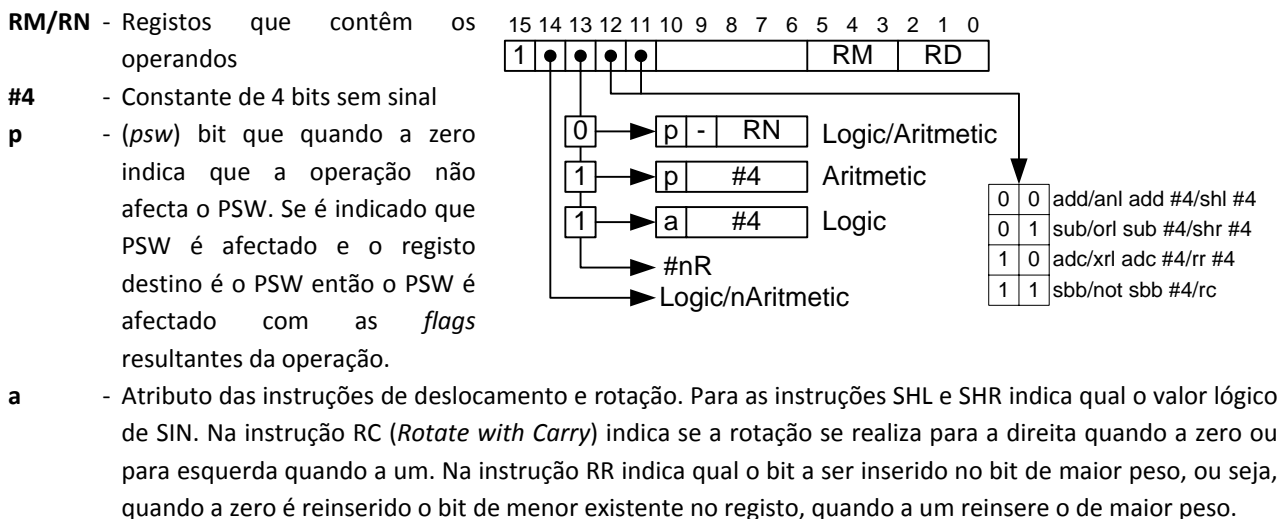 RM/RN - Registos que contêm os
operandos
#4 - Constante de 4 bits sem sinal
p - (psw) bit que quando a zero
indica que a operação não
afecta o PSW. Se é indicado que
PSW é afectado e o registo
destino é o PSW então o PSW é
afectado com as flags
resultantes da operação.
15 14 13 12 11 10 9 8 7 6 5 4 3 2 1 0
1 RM RD
0 p - RN Logic/Aritmetic
1 p #4 Aritmetic
1 a #4 Logic
#nR
Logic/nAritmetic
0 0 add/anl add #4/shl #4
0 1 sub/orl sub #4/shr #4
1 0 adc/xrl adc #4/rr #4
1 1 sbb/not sbb #4/rc
a - Atributo das instruções de deslocamento e rotação. Para as instruções SHL e SHR indica qual o valor lógico
de SIN. Na instrução RC (Rotate with Carry) indica se a rotação se realiza para a direita quando a zero ou
para esquerda quando a um. Na instrução RR indica qual o bit a ser inserido no bit de maior peso, ou seja,
quando a zero é reinserido o bit de menor existente no registo, quando a um reinsere o de maior peso.